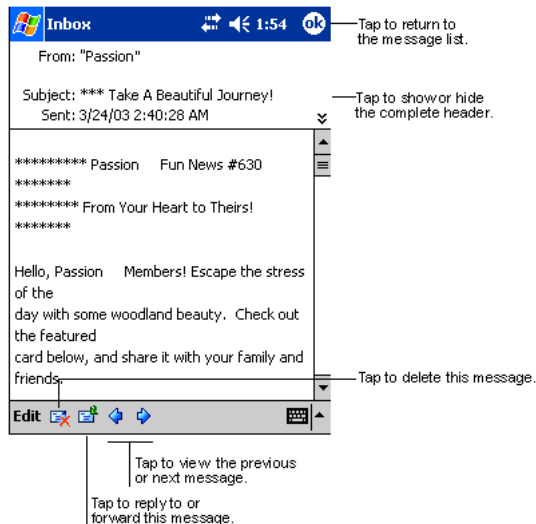 Inbox 1:54 ok
From: "Passion"
Subject: *** Take A Beautiful Journey!
Sent: 3/24/03 2:40:28 AM
********* Passion Fun News #630
*******
******** From Your Heart to Theirs!
*******
Hello, Passion Members! Escape the stress
of the
day with some woodland beauty. Check out
the featured
card below, and share it with your family and
friends.
Edit
Tap to return to
the message list.
Tap to show or hide
the complete header.
Tap to delete this message.
Tap to view the previous
or next message.
Tap to reply to or
forward this message.